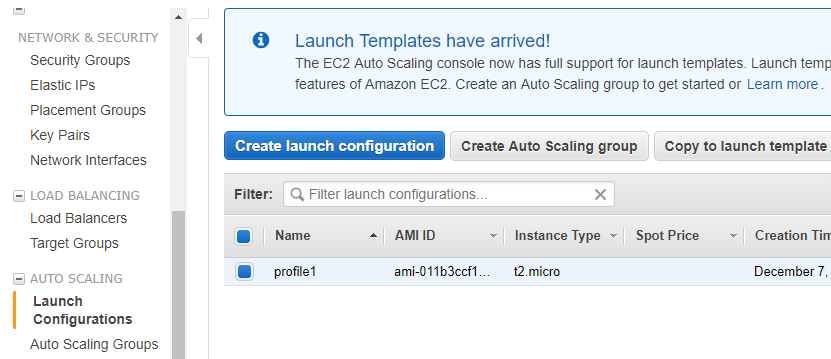 NETWORK & SECURITY
Security Groups
Elastic IPs
Placement Groups
Key Pairs
Network Interfaces
LOAD BALANCING
Load Balancers
Target Groups
AUTO SCALING
Launch
Configurations
Auto Scaling Groups
Launch Templates have arrived!
The EC2 Auto Scaling console now has full support for launch templates. Launch temp
features of Amazon EC2. Create an Auto Scaling group to get started or Learn more.
Create launch configuration Create Auto Scaling group Copy to launch template
Filter: Filter launch configurations...
Name AMI ID Instance Type Spot Price Creation Tim
profile1 ami-011b3ccf1... t2.micro December 7,